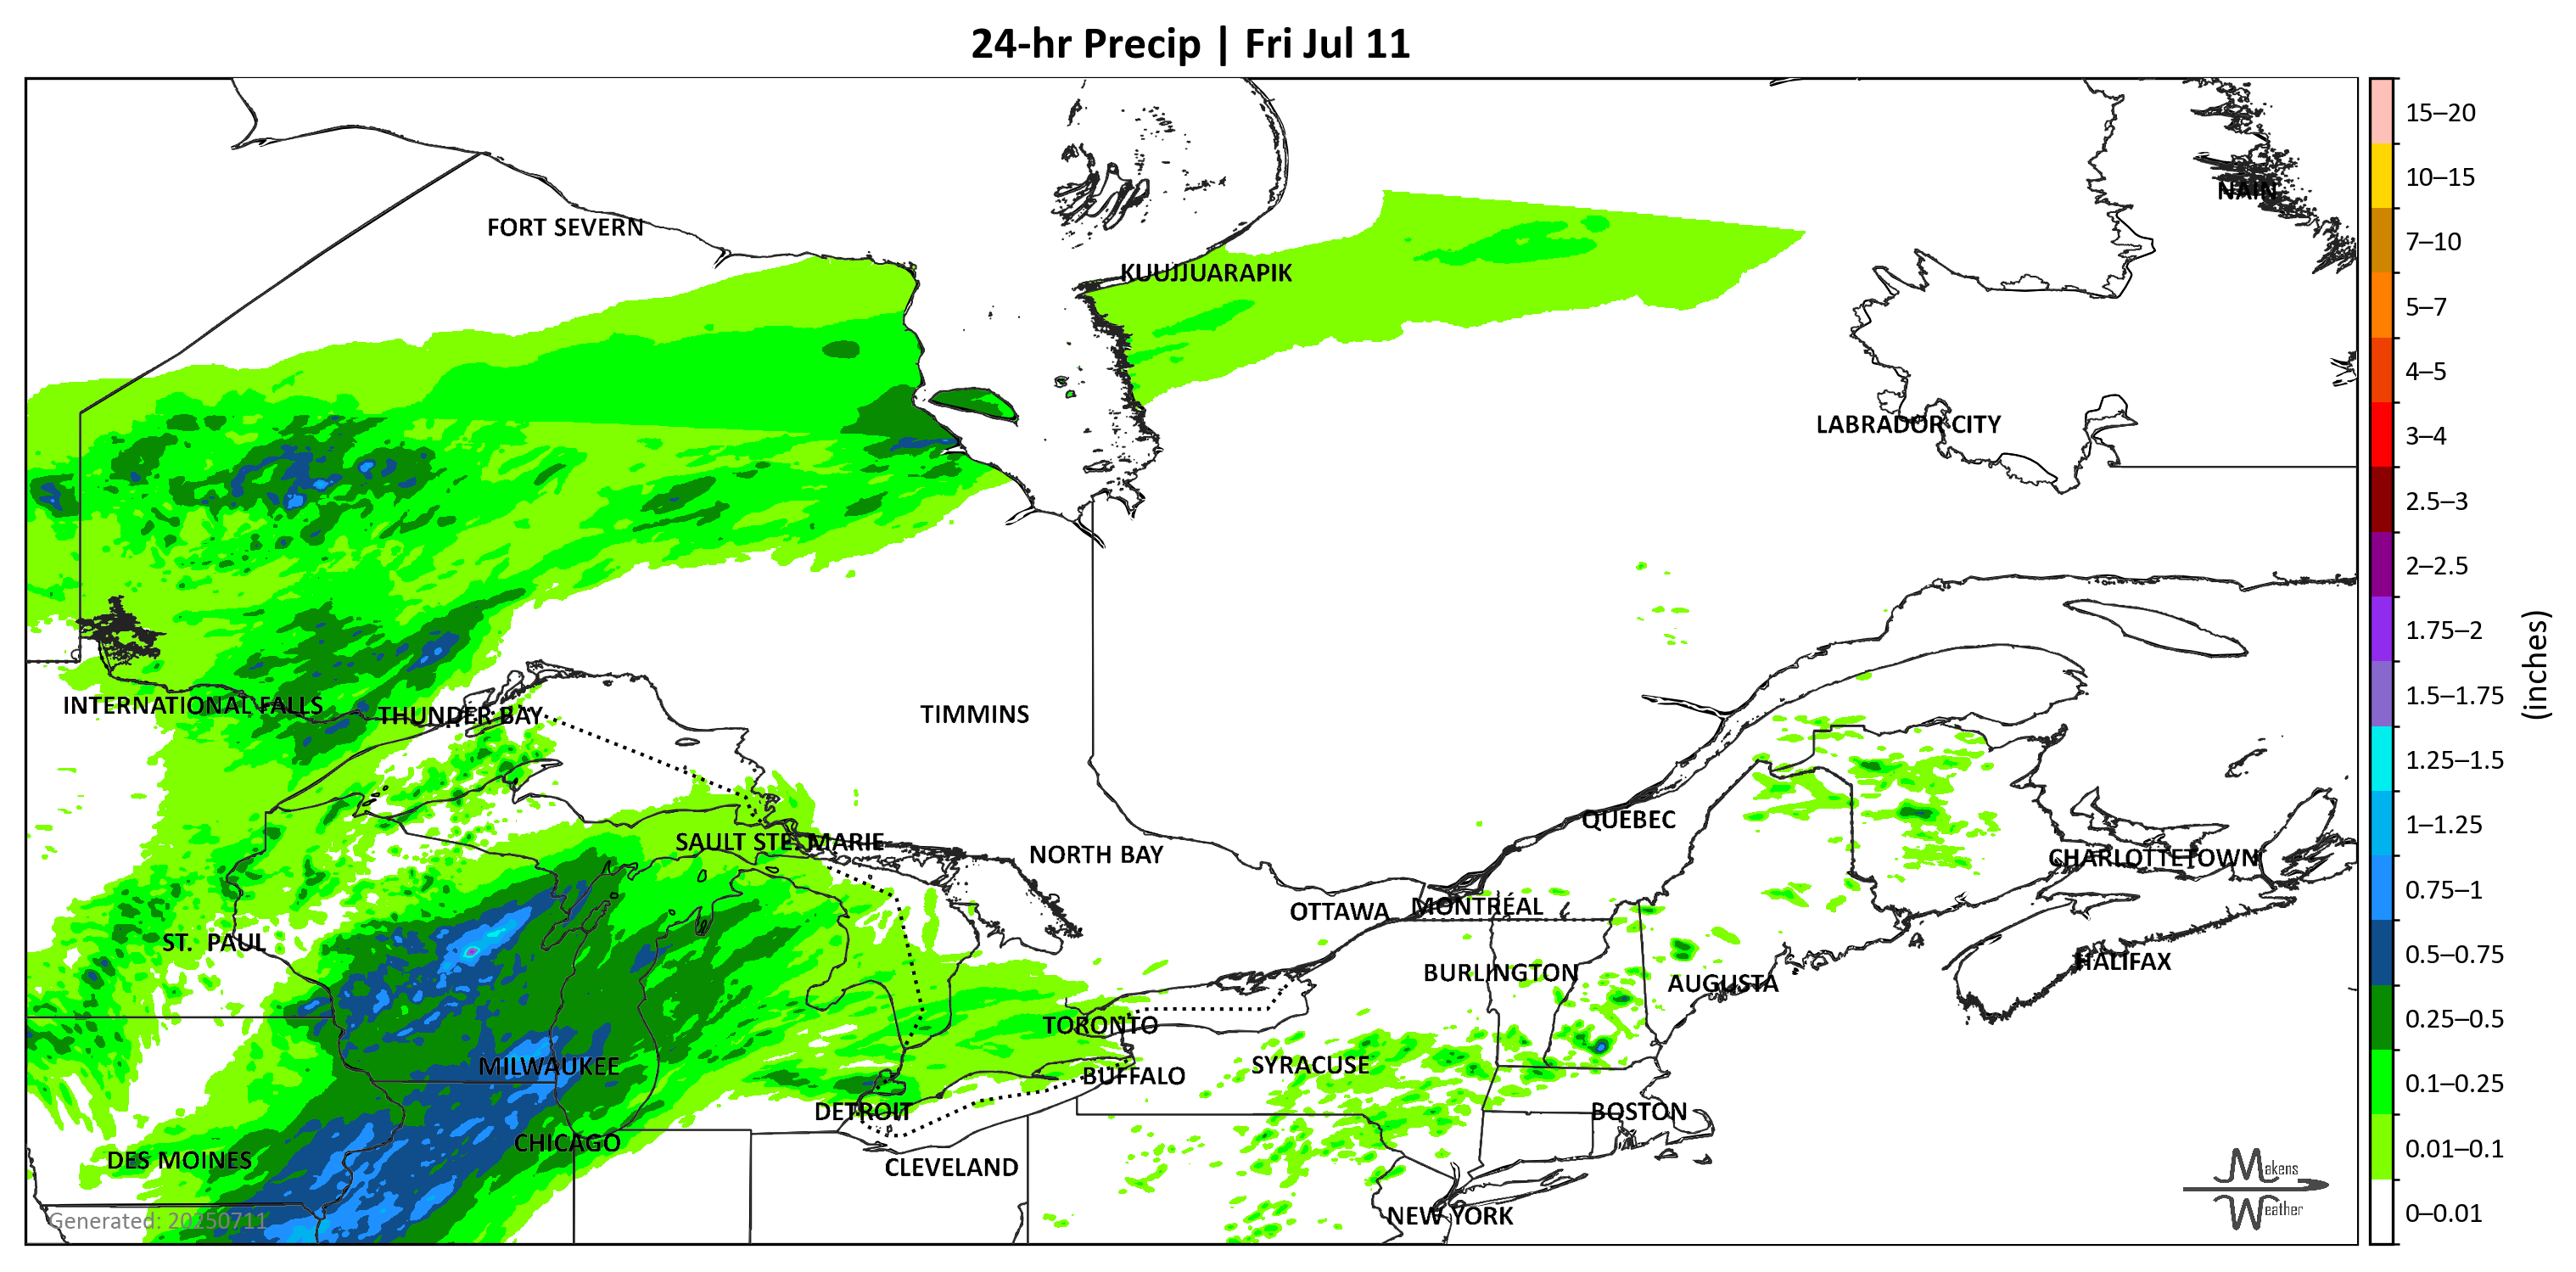 24-hr Precip | Fri Jul 11
NAIN
FORT SEVERN
KUUJJUARAPIK
LABRADOR CITY
INTERNATIONAL FALLS
THUNDER BAY
TIMMINS
QUEBEC
SAULT STE. MARIE
NORTH BAY
CHARLOTTETOWN
OTTAWA
MONTRÉAL
ST. PAUL
HALIFAX
BURLINGTON
AUGUSTA
TORONTO
MILWAUKEE
SYRACUSE
BUFFALO
DETROIT
BOSTON
CHICAGO
DES MOINES
CLEVELAND
NEW YORK
Generated: 20250711
Makens
Weather
15–20
10–15
7–10
5–7
4–5
3–4
2.5–3
2–2.5
1.75–2
1.5–1.75
1.25–1.5
1–1.25
0.75–1
0.5–0.75
0.25–0.5
0.1–0.25
0.01–0.1
0–0.01
(inches)